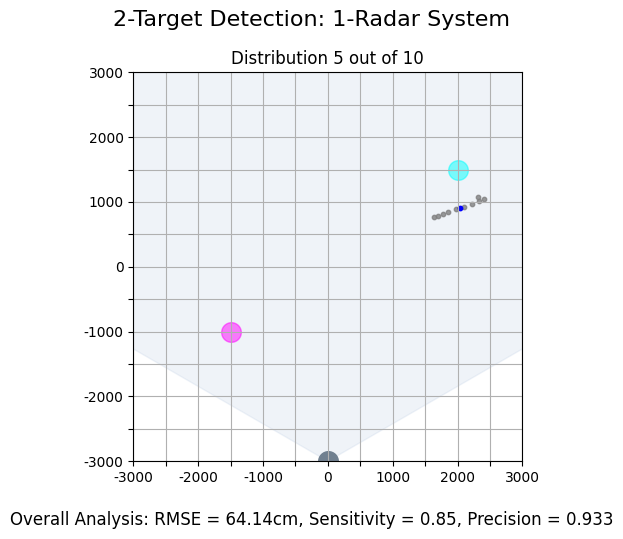 2-Target Detection: 1-Radar System
Distribution 5 out of 10
3000
2000
1000
0
-1000
-2000
-3000
-3000 -2000 -1000 0 1000 2000 3000
Overall Analysis: RMSE = 64.14cm, Sensitivity = 0.85, Precision = 0.933